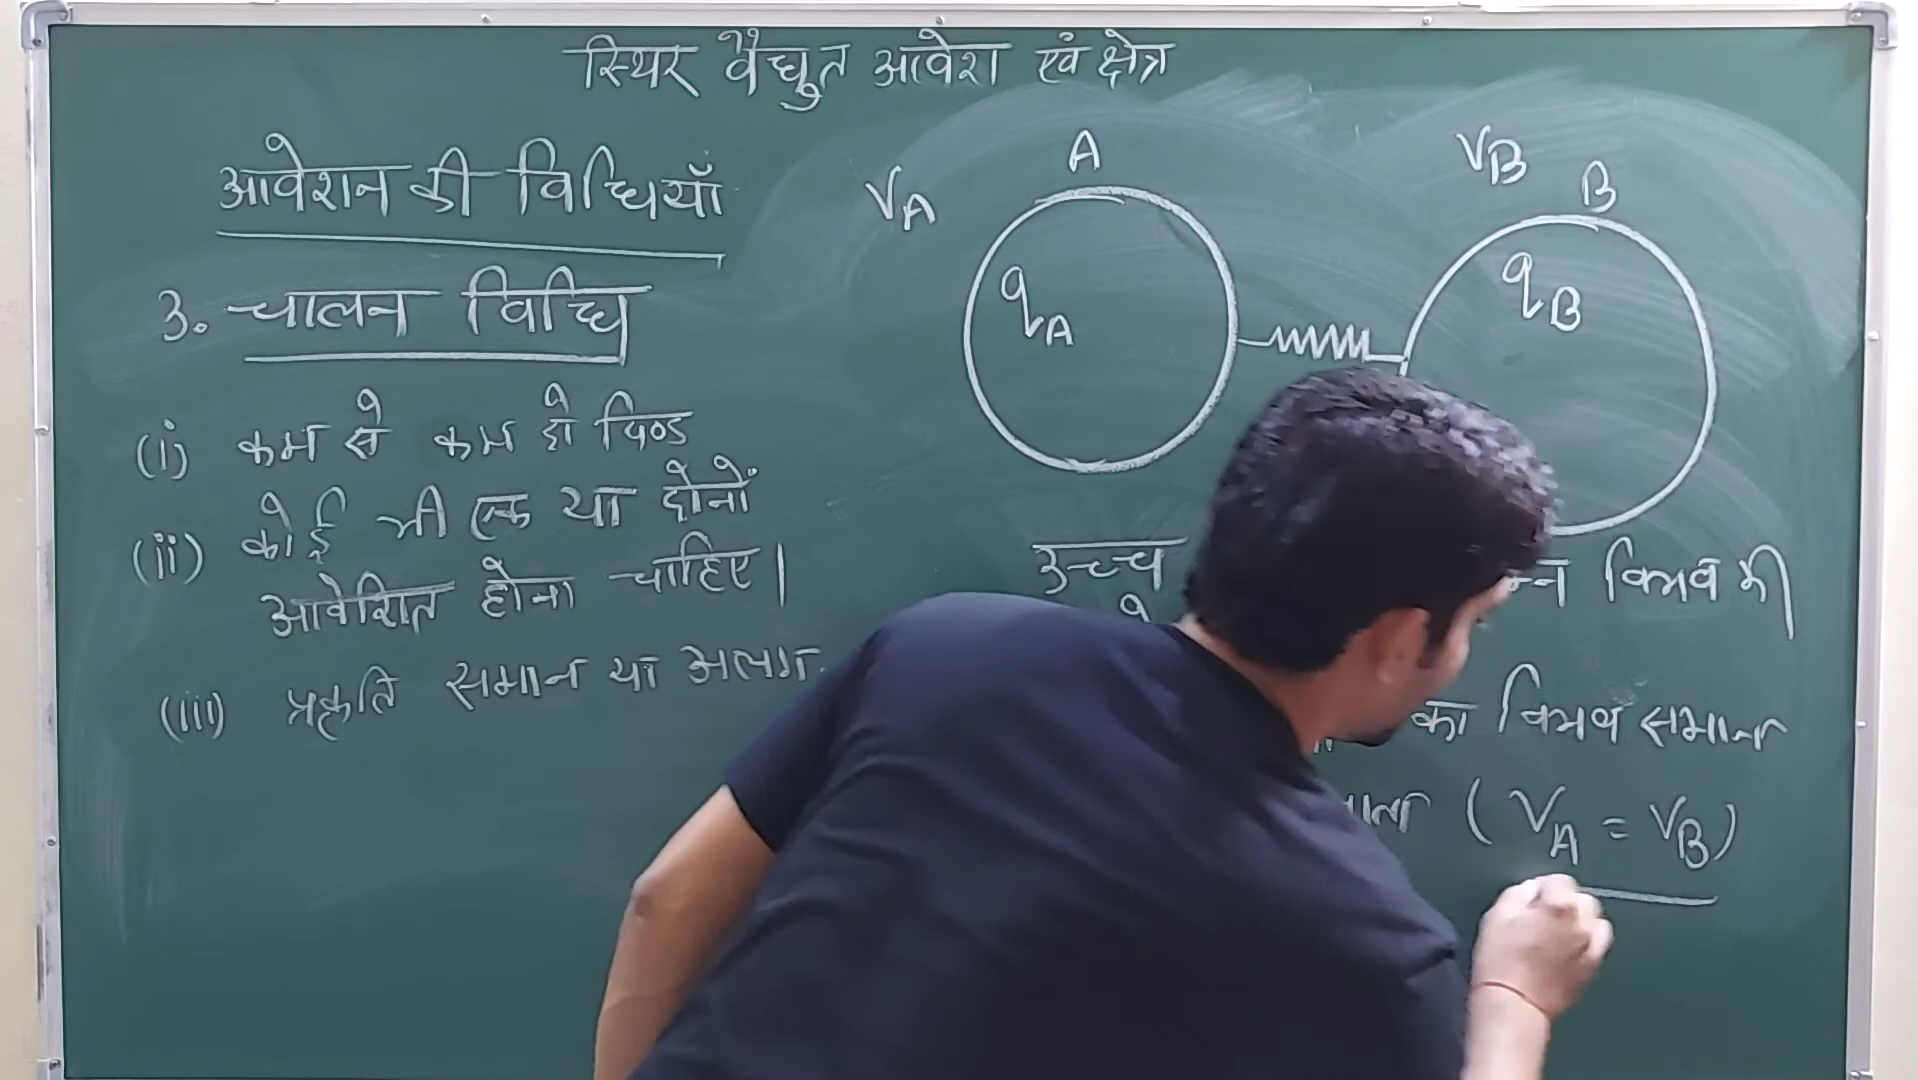 स्थिर वैद्युत आवेश एवं क्षेत्र
आवेशन की विधियाँ
3. चालन विधि
(i) कम से कम दो पिण्ड
(ii) कोई भी एक या दोनों
आवेशित होना चाहिए।
(iii) प्रकृति समान या अलग
V_A
A
q_A
V_B
B
q_B
उच्च
विभव की
का विभव समान
( V_A = V_B )